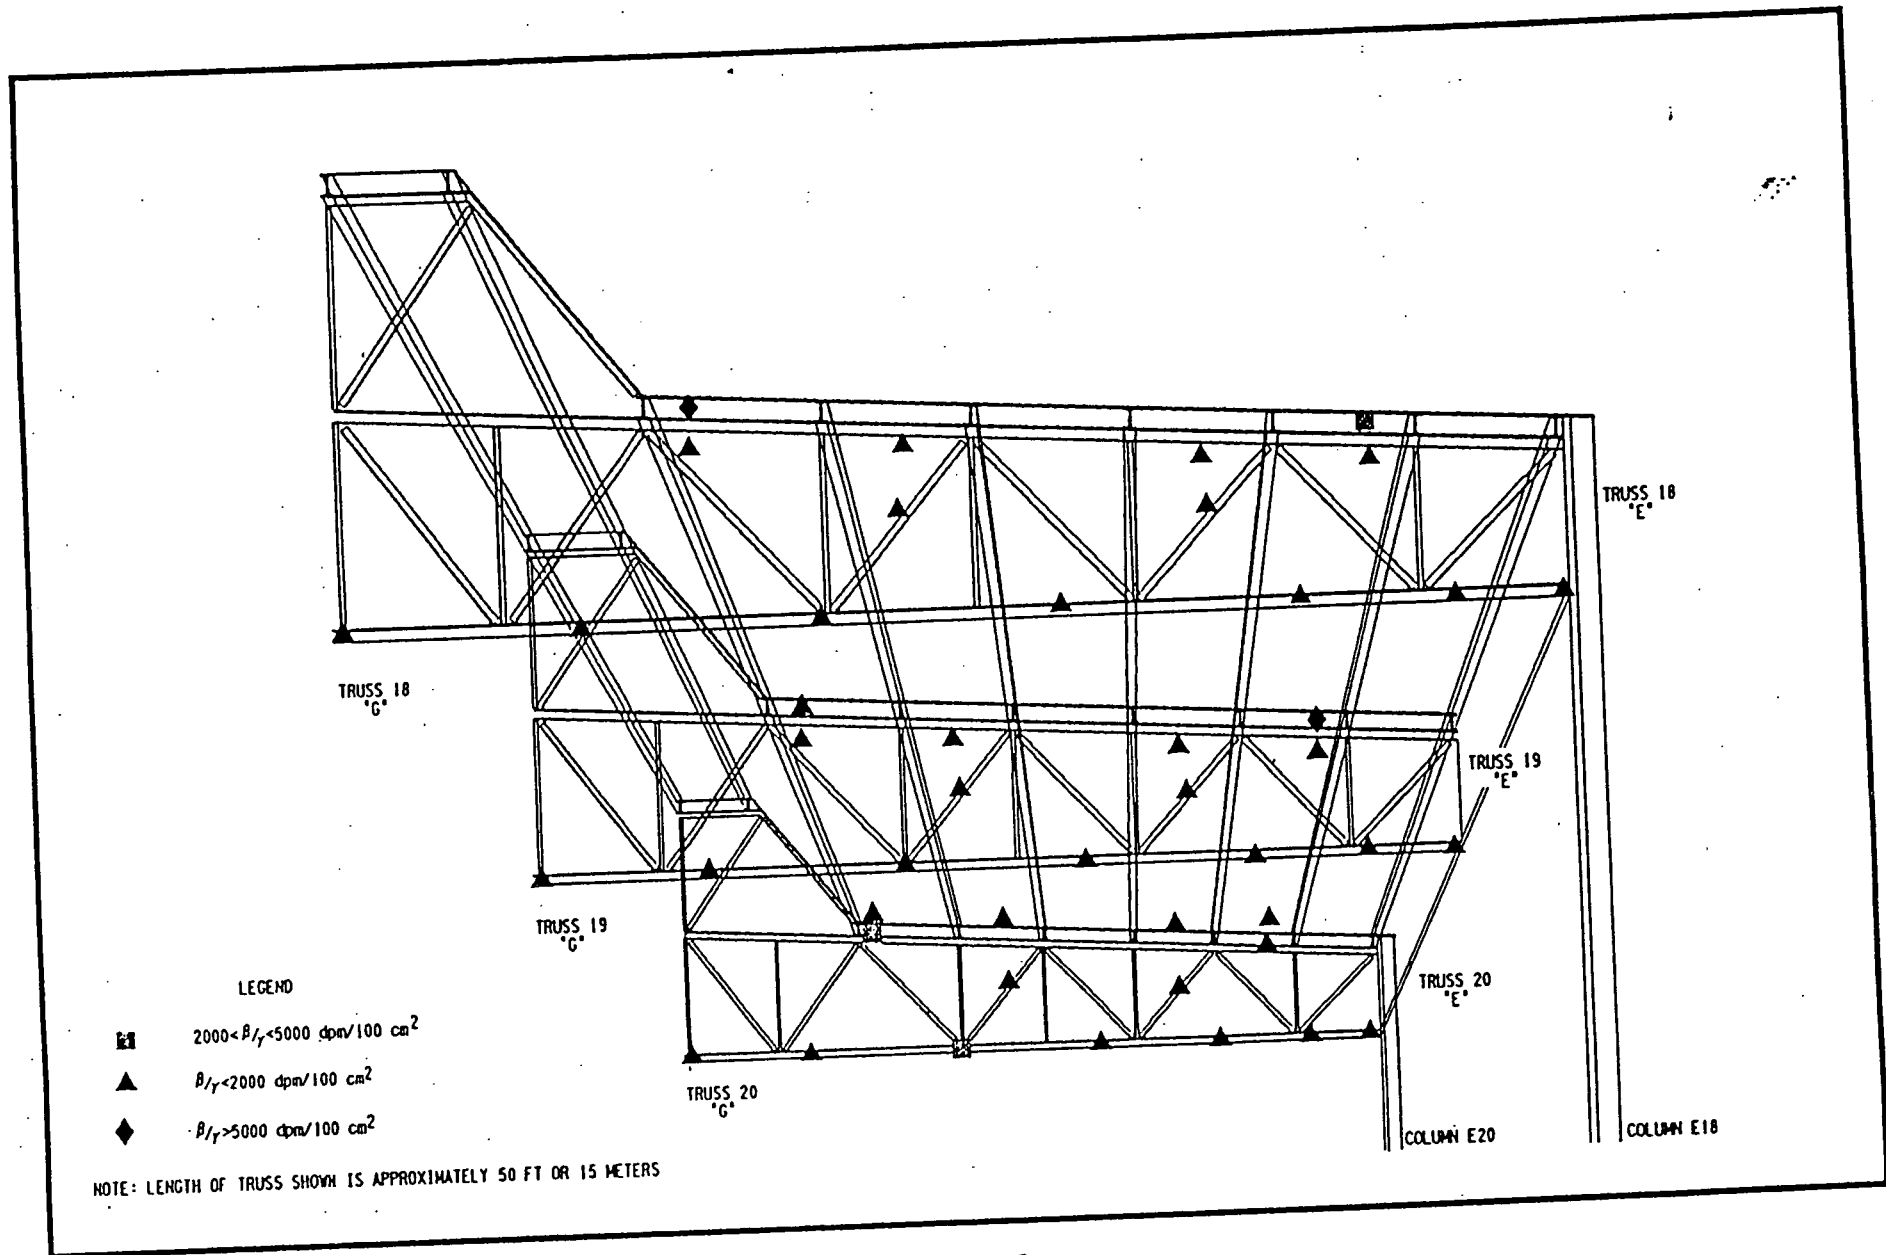 TRUSS 18
"E"
TRUSS 18
"G"
TRUSS 19
"E"
TRUSS 19
"G"
TRUSS 20
"E"
TRUSS 20
"G"
COLUMN E20
COLUMN E18
LEGEND
2000<β/γ<5000 dpm/100 cm²
β/γ<2000 dpm/100 cm²
β/γ>5000 dpm/100 cm²
NOTE: LENGTH OF TRUSS SHOWN IS APPROXIMATELY 50 FT OR 15 METERS